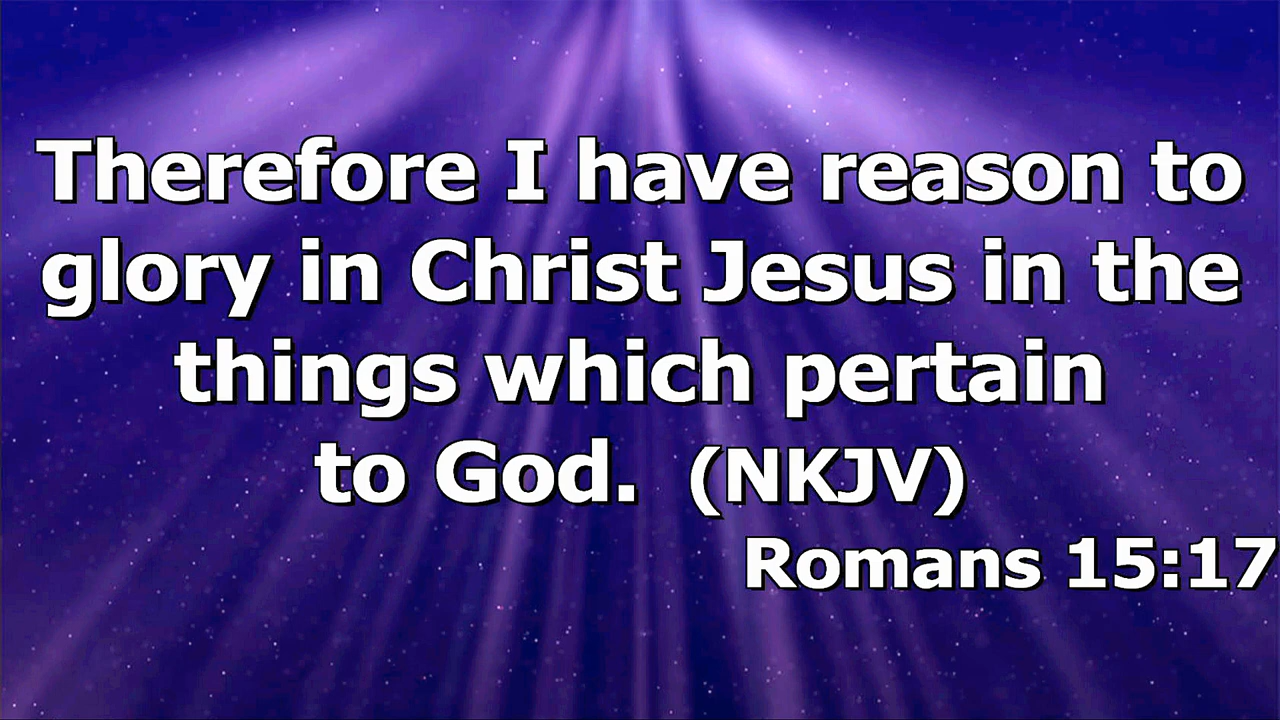 Therefore I have reason to
glory in Christ Jesus in the
things which pertain
to God.  (NKJV)
Romans 15:17